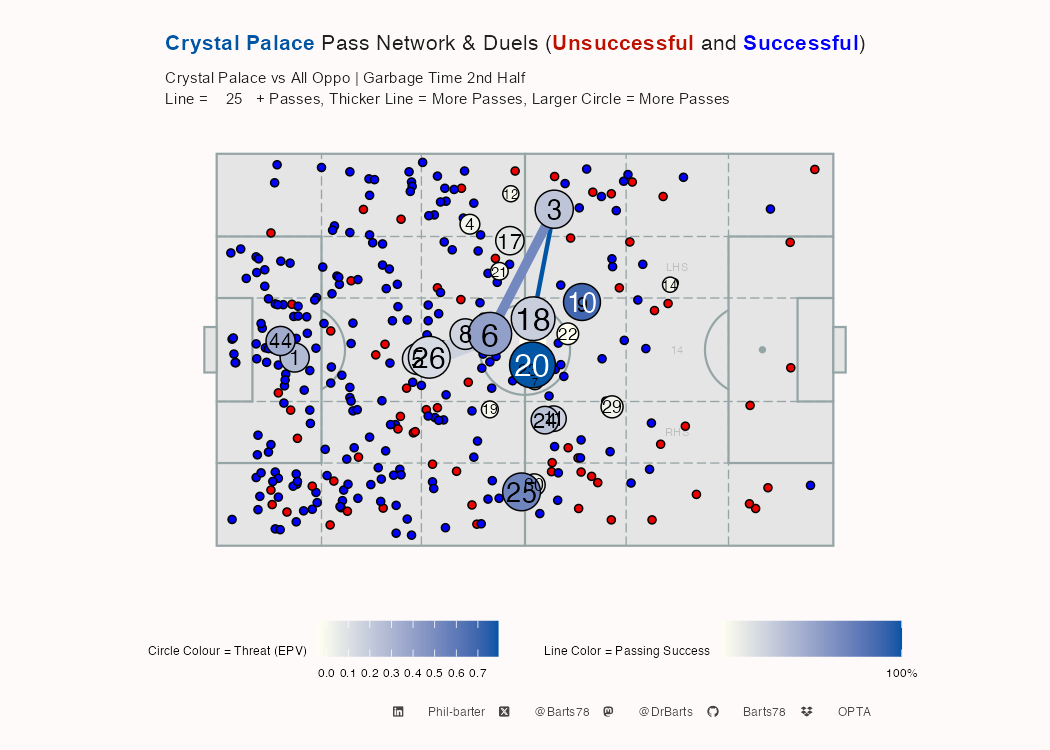 Crystal Palace Pass Network & Duels (Unsuccessful and Successful)
Crystal Palace vs All Oppo | Garbage Time 2nd Half
Line = 25 + Passes, Thicker Line = More Passes, Larger Circle = More Passes
12
3
4
17
21
LHS
14
10
18
8
6
22
44
1
26
14
20
7
19
29
24
RHS
25
Circle Colour = Threat (EPV)
0.0 0.1 0.2 0.3 0.4 0.5 0.6 0.7
Line Color = Passing Success
100%
Phil-barter @Barts78 @DrBarts Barts78 OPTA